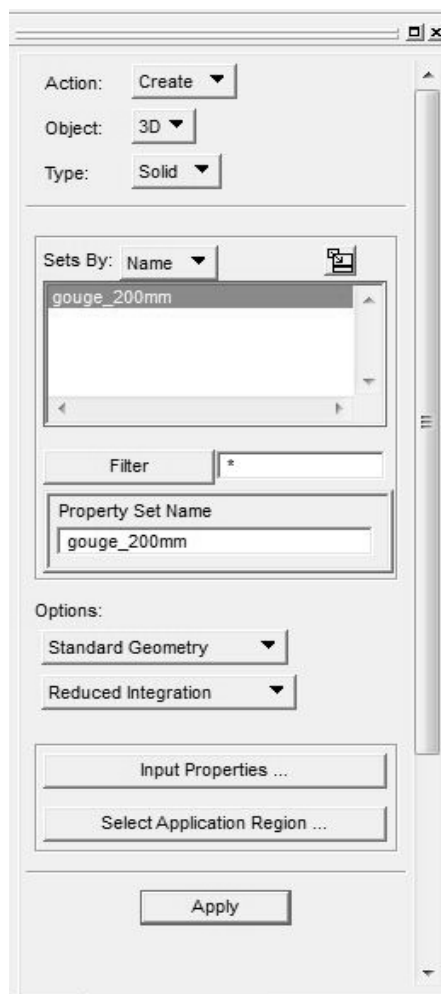 Action: Create
Object: 3D
Type: Solid
Sets By: Name
gouge_200mm
Filter *
Property Set Name
gouge_200mm
Options:
Standard Geometry
Reduced Integration
Input Properties ...
Select Application Region ...
Apply